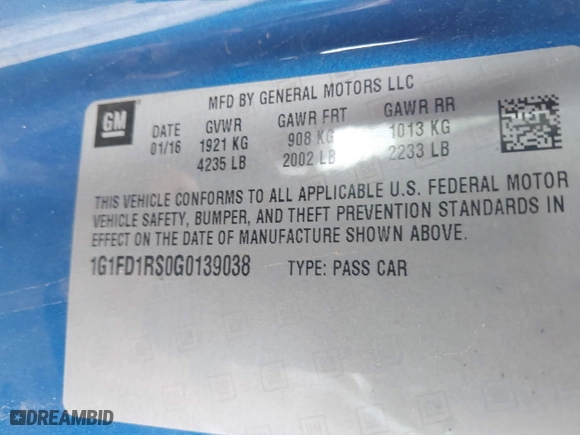 MFD BY GENERAL MOTORS LLC
GM
DATE GVWR GAWR FRT GAWR RR
01/16 1921 KG 908 KG 1013 KG
4235 LB 2002 LB 2233 LB
THIS VEHICLE CONFORMS TO ALL APPLICABLE U.S. FEDERAL MOTOR
VEHICLE SAFETY, BUMPER, AND THEFT PREVENTION STANDARDS IN
EFFECT ON THE DATE OF MANUFACTURE SHOWN ABOVE.
1G1FD1RS0G0139038 TYPE: PASS CAR
DREAMBID